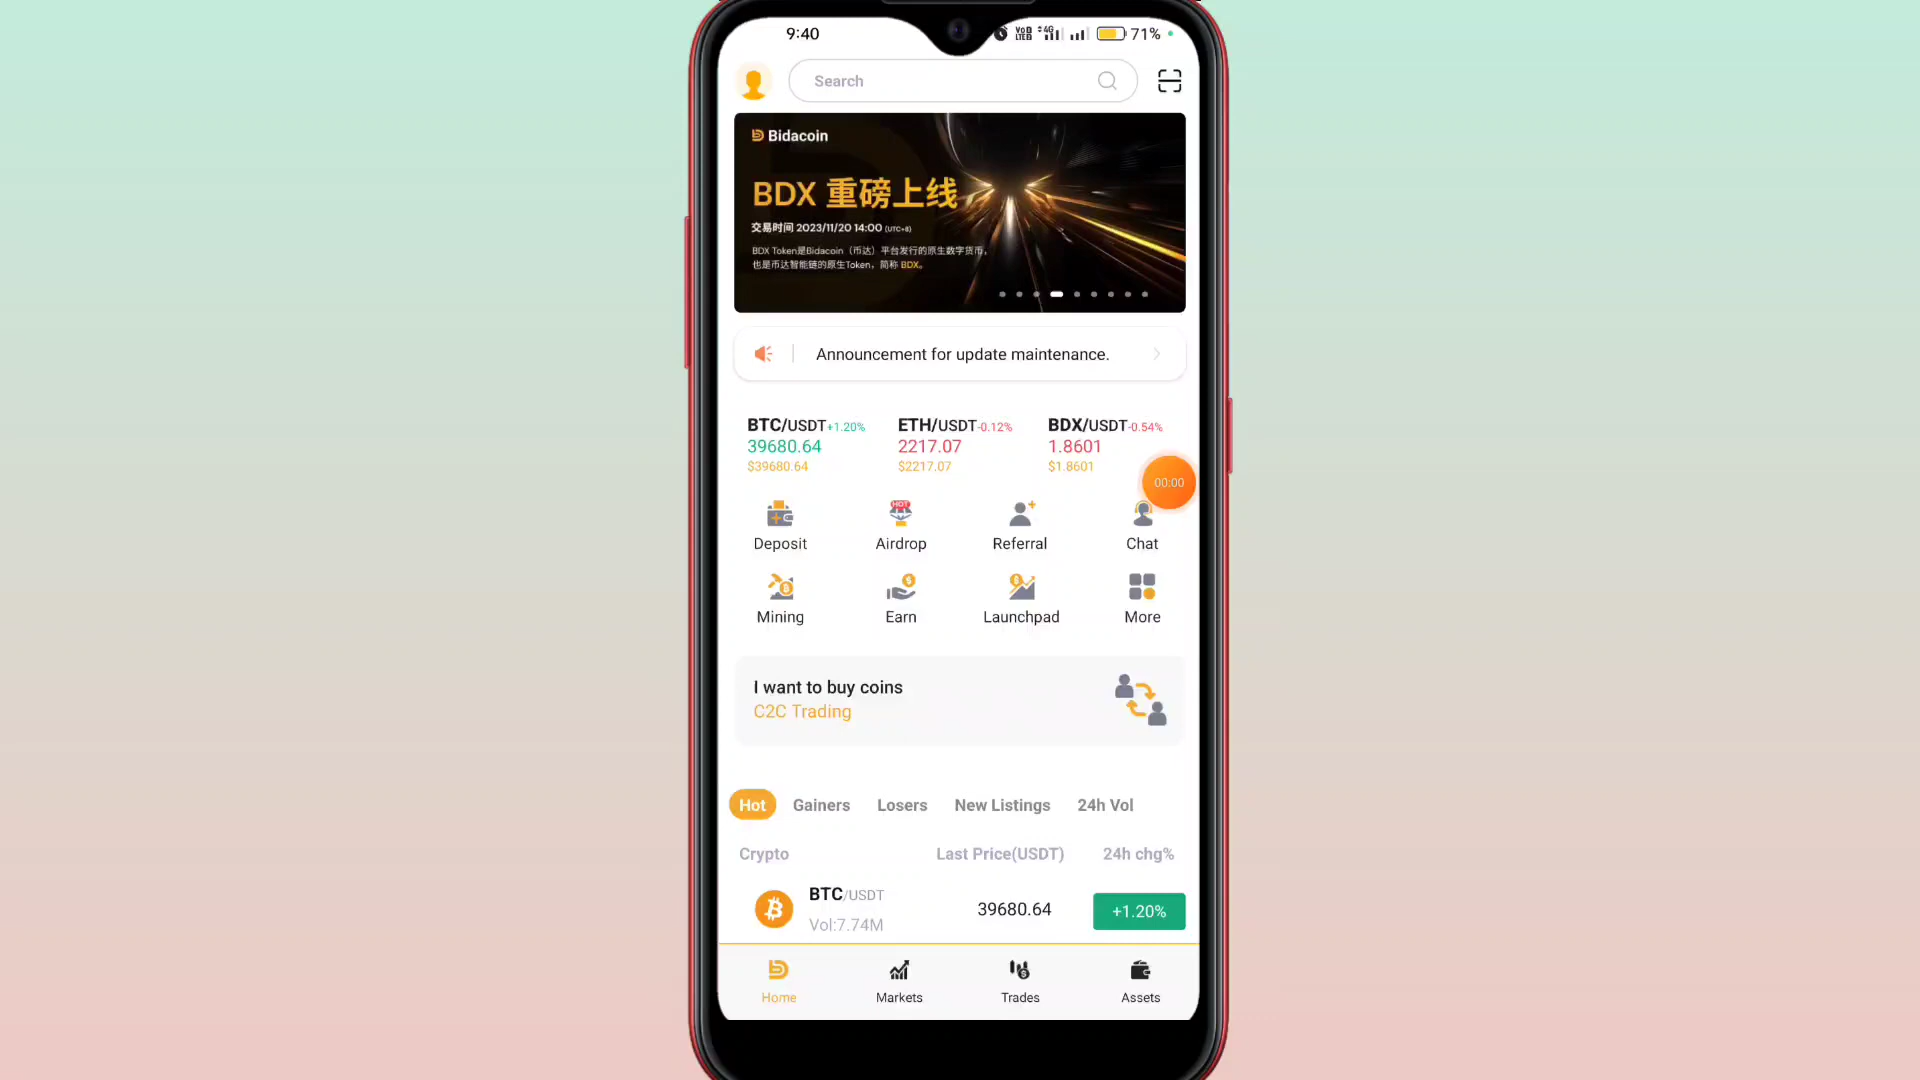 9:40
VoB
LTE
4G
71%
Search
Bidacoin
BDX 重磅上线
交易时间 2023/11/20 14:00 (UTC+8)
BDX Token是Bidacoin（币达）平台发行的原生数字货币，
也是币达智能链的原生Token，简称 BDX。
Announcement for update maintenance.
BTC/USDT+1.20% ETH/USDT-0.12% BDX/USDT-0.54%
39680.64 2217.07 1.8601
$39680.64 $2217.07 $1.8601
00:00
HOT
Deposit Airdrop Referral Chat
Mining Earn Launchpad More
I want to buy coins
C2C Trading
Hot Gainers Losers New Listings 24h Vol
Crypto Last Price(USDT) 24h chg%
BTC/USDT
39680.64 +1.20%
Vol:7.74M
Home Markets Trades Assets